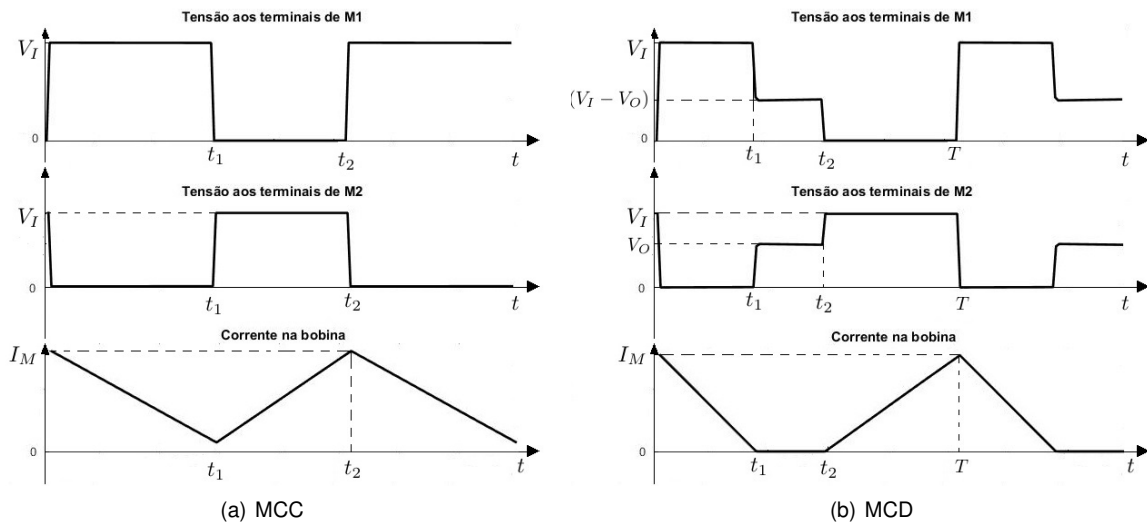 Tensão aos terminais de M1
V_I
0
t_1
t_2
t
Tensão aos terminais de M2
V_I
0
t_1
t_2
t
Corrente na bobina
I_M
0
t_1
t_2
t
(a) MCC
Tensão aos terminais de M1
V_I
(V_I − V_O)
0
t_1
t_2
T
t
Tensão aos terminais de M2
V_I
V_O
0
t_1
t_2
T
t
Corrente na bobina
I_M
0
t_1
t_2
T
t
(b) MCD